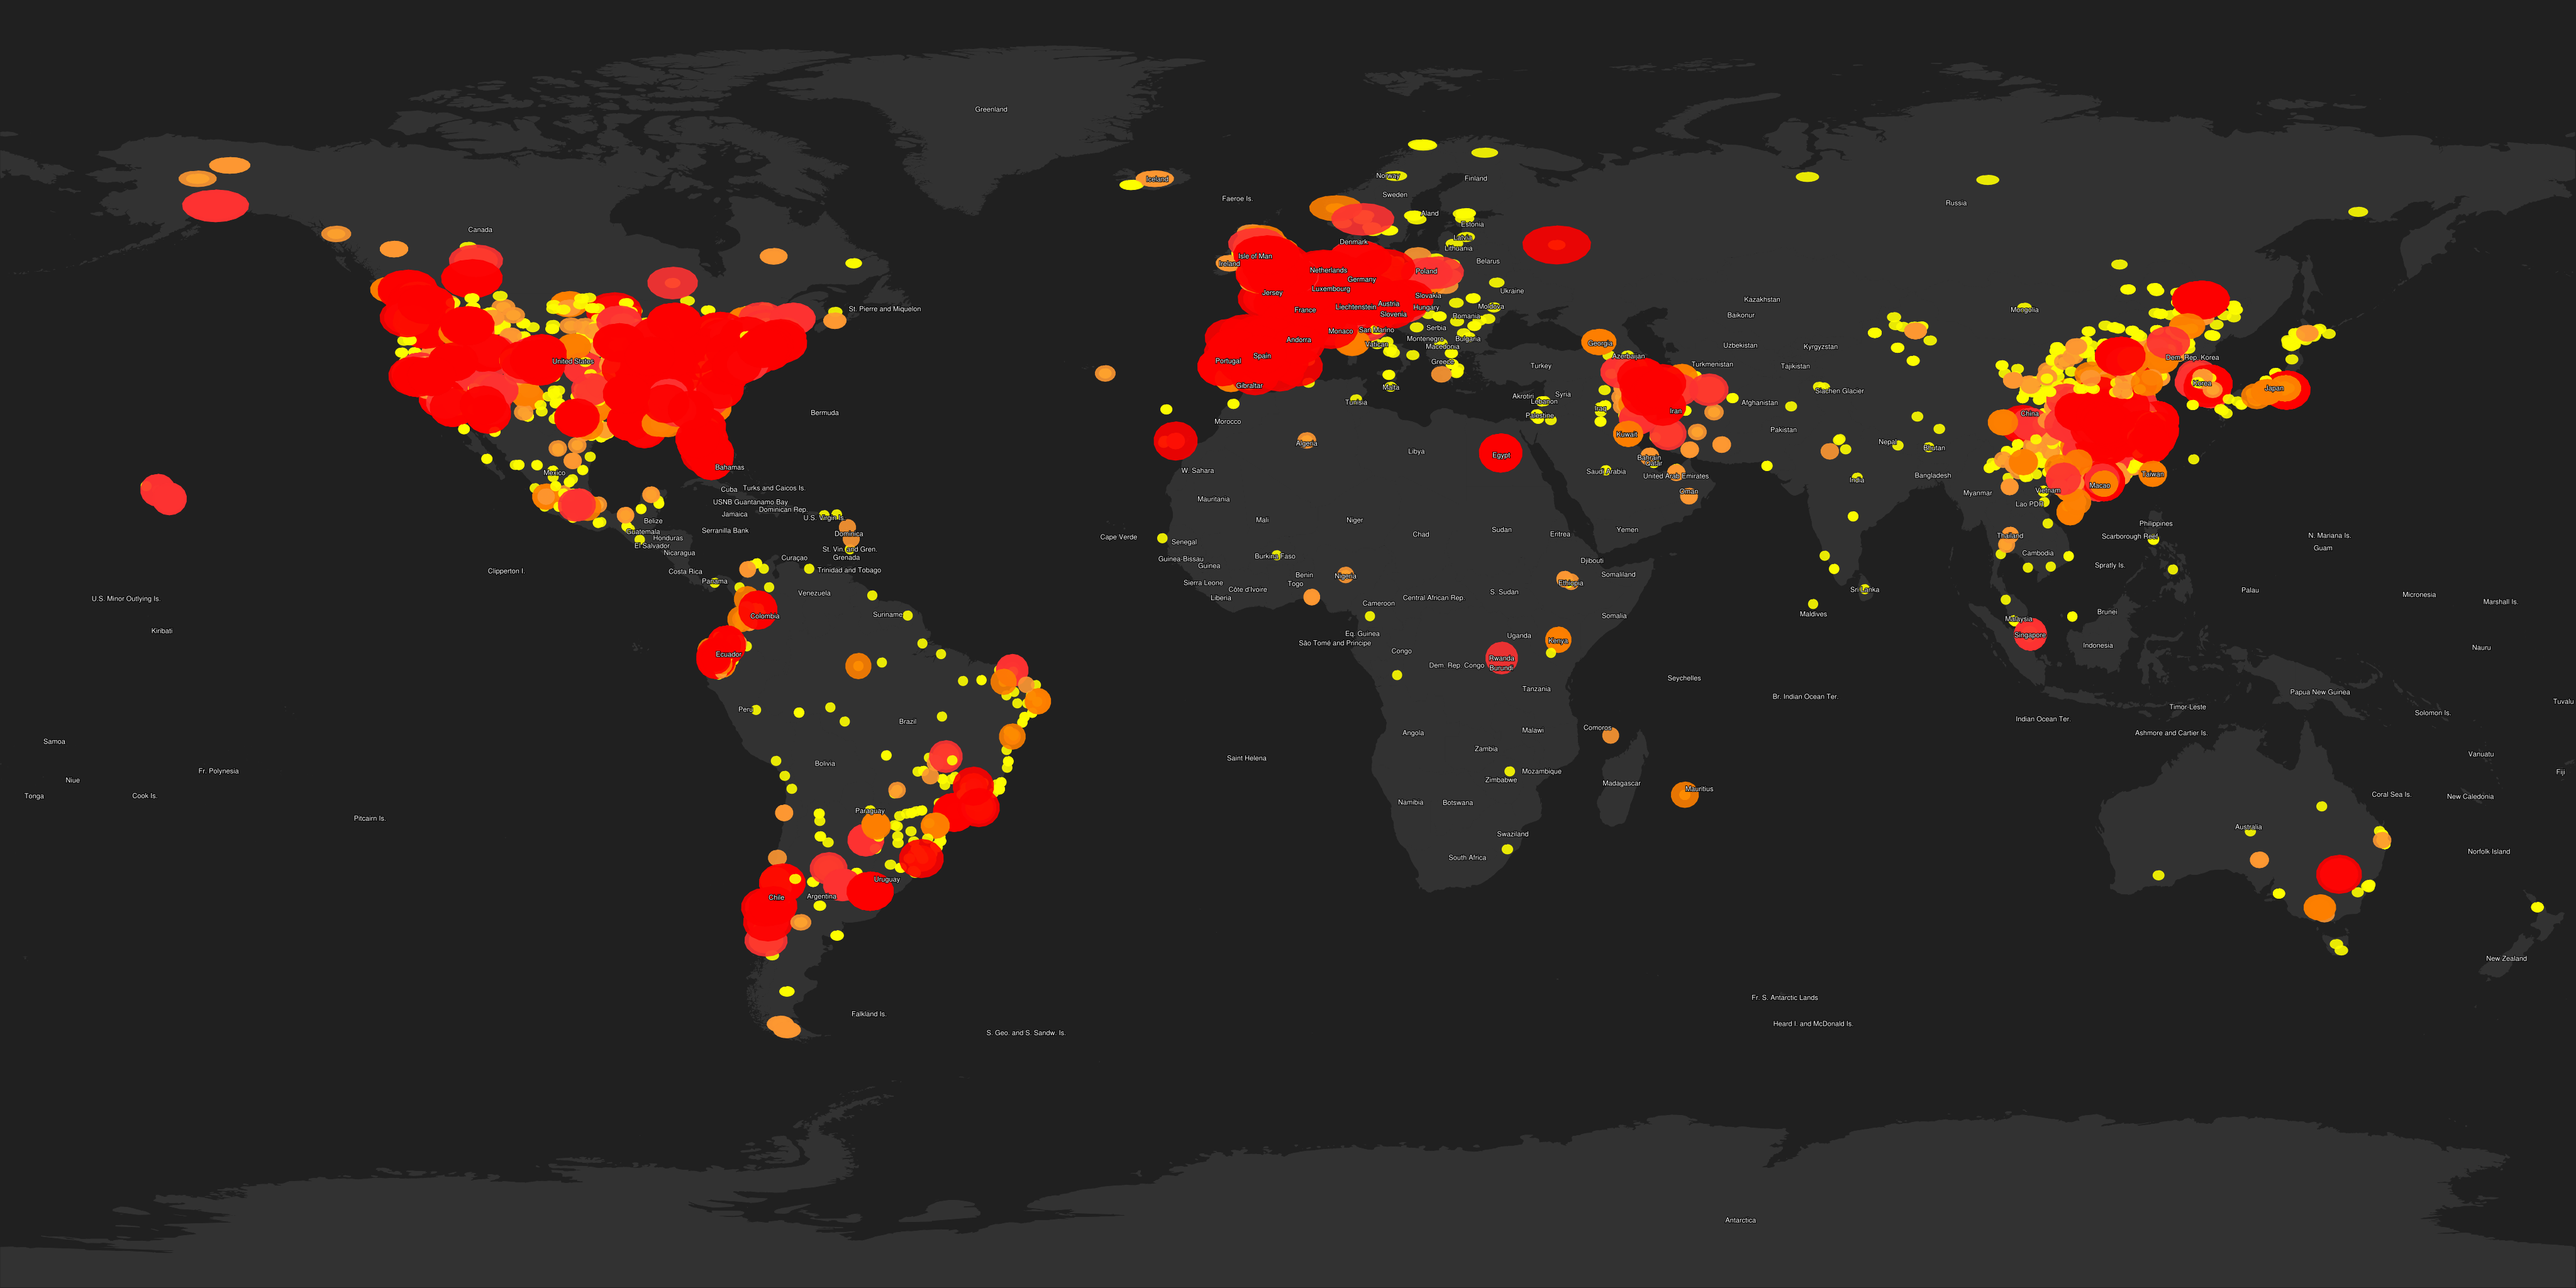 Greenland
Norway
Iceland
Finland
Sweden
Faeroe Is.
Russia
Aland
Estonia
Canada
Latvia
Denmark
Lithuania
Isle of Man
Ireland
Belarus
Netherlands
Poland
Germany
Luxembourg
Ukraine
Jersey
Slovakia
Kazakhstan
Austria
Liechtenstein
Hungary
Moldova
St. Pierre and Miquelon
France
Mongolia
Slovenia
Romania
Baikonur
Serbia
Monaco
San Marino
Andorra
Montenegro
Bulgaria
Vatican
Macedonia
Georgia
Uzbekistan
Kyrgyzstan
Azerbaijan
Spain
Dem. Rep. Korea
United States
Portugal
Greece
Turkmenistan
Turkey
Tajikistan
Gibraltar
Malta
Korea
Japan
Siachen Glacier
Syria
Akrotiri
Lebanon
Tunisia
Afghanistan
Iraq
Iran
Bermuda
Palestine
China
Morocco
Pakistan
Kuwait
Algeria
Nepal
Bhutan
Libya
Egypt
Bahrain
Qatar
Bahamas
W. Sahara
Saudi Arabia
Mexico
United Arab Emirates
Bangladesh
Taiwan
India
Macao
Cuba
Turks and Caicos Is.
Vietnam
Myanmar
Oman
Mauritania
USNB Guantanamo Bay
Lao PDR
Dominican Rep.
Jamaica
U.S. Virgin Is.
Mali
Niger
Belize
Philippines
Serranilla Bank
Guatemala
Sudan
Yemen
Chad
Eritrea
Dominica
Thailand
Scarborough Reef
N. Mariana Is.
Cape Verde
Honduras
Senegal
El Salvador
Guam
St. Vin. and Gren.
Nicaragua
Cambodia
Burkina Faso
Grenada
Curaçao
Guinea-Bissau
Djibouti
Guinea
Spratly Is.
Clipperton I.
Costa Rica
Trinidad and Tobago
Benin
Nigeria
Somaliland
Panama
Sierra Leone
Togo
Ethiopia
Côte d'Ivoire
Sri Lanka
Palau
Venezuela
S. Sudan
Micronesia
U.S. Minor Outlying Is.
Liberia
Central African Rep.
Marshall Is.
Cameroon
Maldives
Brunei
Suriname
Colombia
Somalia
Malaysia
Kiribati
Eq. Guinea
Uganda
Singapore
São Tomé and Principe
Kenya
Indonesia
Congo
Nauru
Ecuador
Rwanda
Dem. Rep. Congo
Burundi
Seychelles
Tanzania
Papua New Guinea
Br. Indian Ocean Ter.
Tuvalu
Timor-Leste
Peru
Solomon Is.
Indian Ocean Ter.
Brazil
Comoros
Malawi
Angola
Ashmore and Cartier Is.
Samoa
Zambia
Vanuatu
Saint Helena
Bolivia
Fr. Polynesia
Mozambique
Fiji
Niue
Zimbabwe
Madagascar
Mauritius
Tonga
Cook Is.
Coral Sea Is.
New Caledonia
Namibia
Botswana
Paraguay
Pitcairn Is.
Australia
Swaziland
Norfolk Island
South Africa
Uruguay
Argentina
Chile
New Zealand
Fr. S. Antarctic Lands
Falkland Is.
Heard I. and McDonald Is.
S. Geo. and S. Sandw. Is.
Antarctica